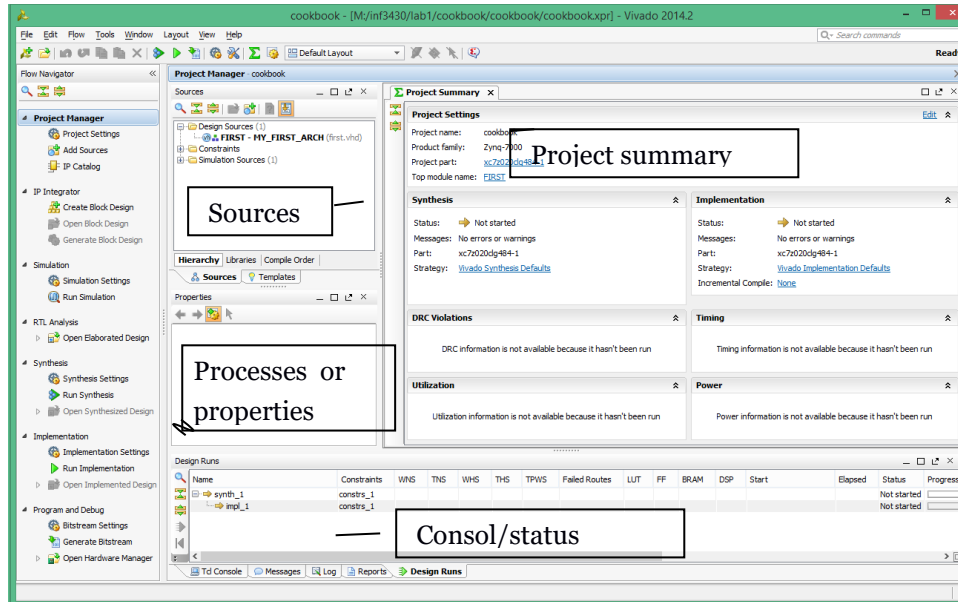 cookbook - [M:/inf3430/lab1/cookbook/cookbook/cookbook.xpr] - Vivado 2014.2
File Edit Flow Tools Window Layout View Help
Search commands
Default Layout
Ready
Flow Navigator
Project Manager
Project Settings
Add Sources
IP Catalog
IP Integrator
Create Block Design
Open Block Design
Generate Block Design
Simulation
Simulation Settings
Run Simulation
RTL Analysis
Open Elaborated Design
Synthesis
Synthesis Settings
Run Synthesis
Open Synthesized Design
Implementation
Implementation Settings
Run Implementation
Open Implemented Design
Program and Debug
Bitstream Settings
Generate Bitstream
Open Hardware Manager
Project Manager - cookbook
Sources
Design Sources (1)
FIRST - MY_FIRST_ARCH (first.vhd)
Constraints
Simulation Sources (1)
Sources
Hierarchy Libraries Compile Order
Sources Templates
Properties
Processes or
properties
Project Summary
Project Settings
Edit
Project name: cookbook
Product family: Zynq-7000
Project part: xc7z020clg484-1
Top module name: FIRST
Project summary
Synthesis
Status: Not started
Messages: No errors or warnings
Part: xc7z020clg484-1
Strategy: Vivado Synthesis Defaults
Implementation
Status: Not started
Messages: No errors or warnings
Part: xc7z020clg484-1
Strategy: Vivado Implementation Defaults
Incremental Compile: None
DRC Violations
DRC information is not available because it hasn't been run
Timing
Timing information is not available because it hasn't been run
Utilization
Utilization information is not available because it hasn't been run
Power
Power information is not available because it hasn't been run
Design Runs
Name Constraints WNS TNS WHS THS TPWS Failed Routes LUT FF BRAM DSP Start Elapsed Status Progress
synth_1 constrs_1 Not started
impl_1 constrs_1 Not started
Consol/status
Tcl Console Messages Log Reports Design Runs